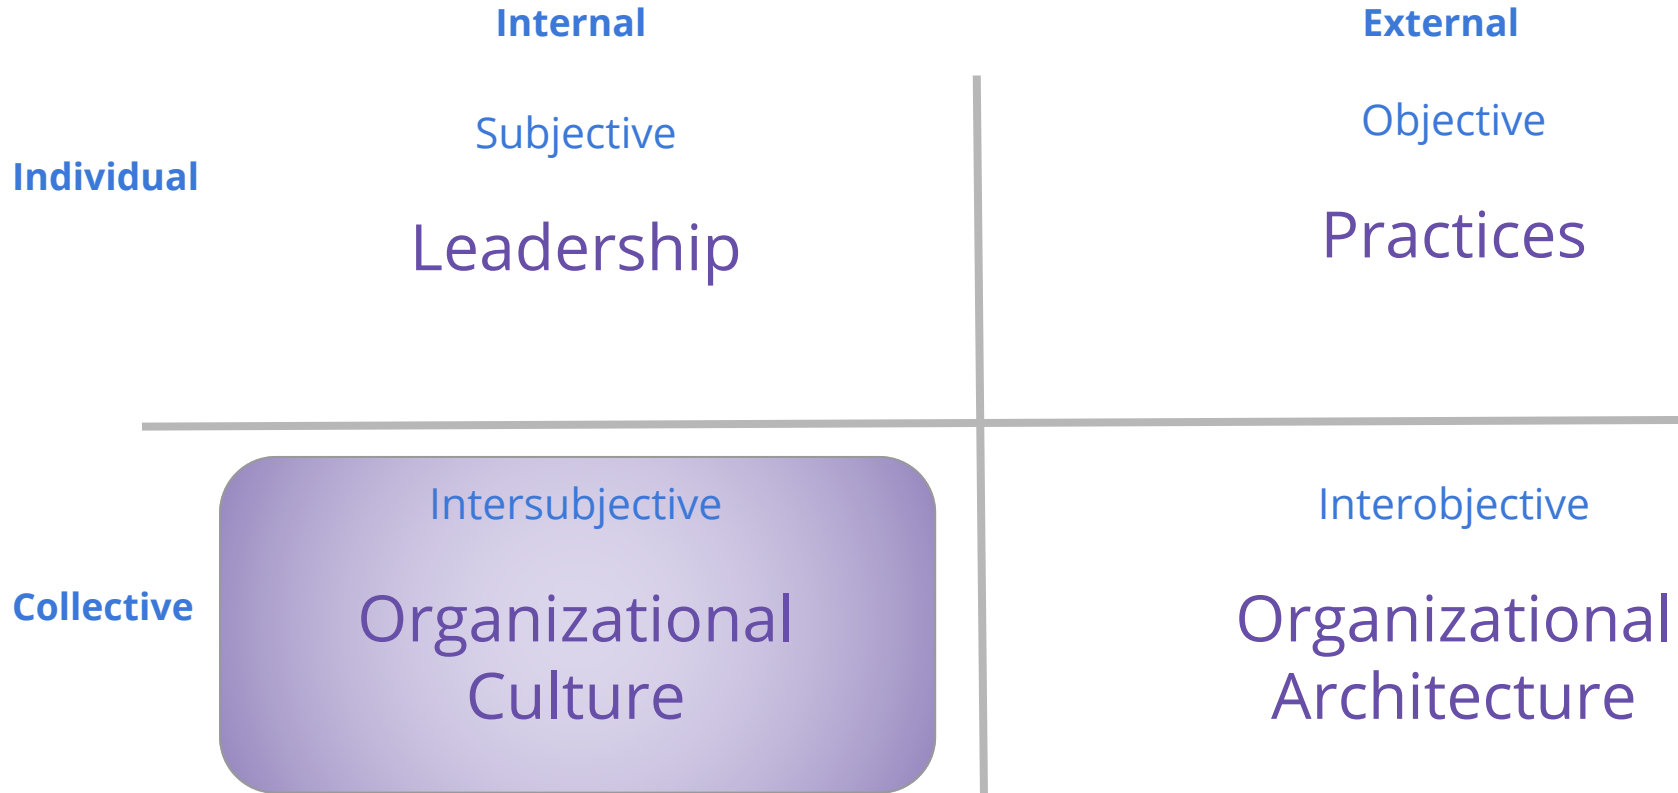 Internal
External
Subjective
Objective
Individual
Leadership
Practices
Intersubjective
Interobjective
Collective
Organizational
Culture
Organizational
Architecture